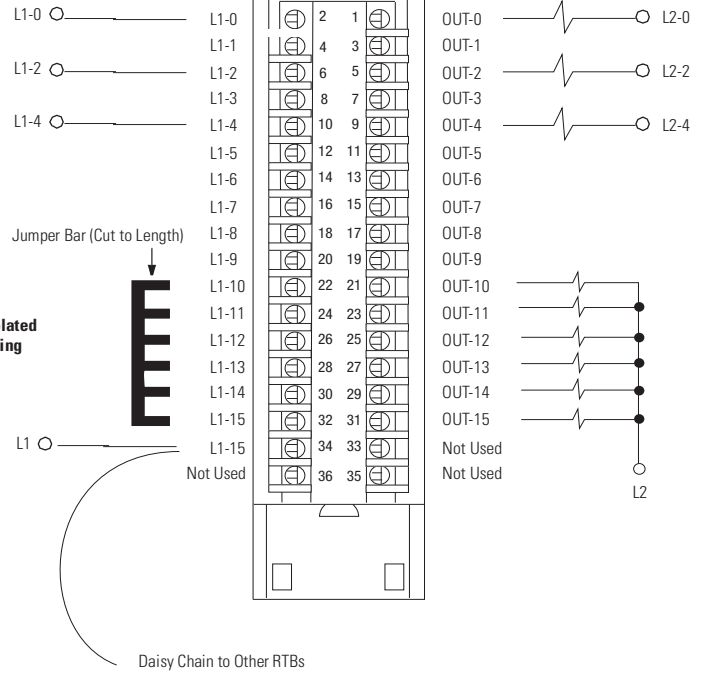 L1-0 L1-0 2 1 OUT-0 L2-0
L1-1 4 3 OUT-1
L1-2 L1-2 6 5 OUT-2 L2-2
L1-3 8 7 OUT-3
L1-4 L1-4 10 9 OUT-4 L2-4
L1-5 12 11 OUT-5
L1-6 14 13 OUT-6
L1-7 16 15 OUT-7
Jumper Bar (Cut to Length) L1-8 18 17 OUT-8
L1-9 20 19 OUT-9
L1-10 22 21 OUT-10
L1-11 24 23 OUT-11
lated
L1-12 26 25 OUT-12
ing
L1-13 28 27 OUT-13
L1-14 30 29 OUT-14
L1-15 32 31 OUT-15
L1 L1-15 34 33 Not Used
Not Used 36 35 Not Used
L2
Daisy Chain to Other RTBs